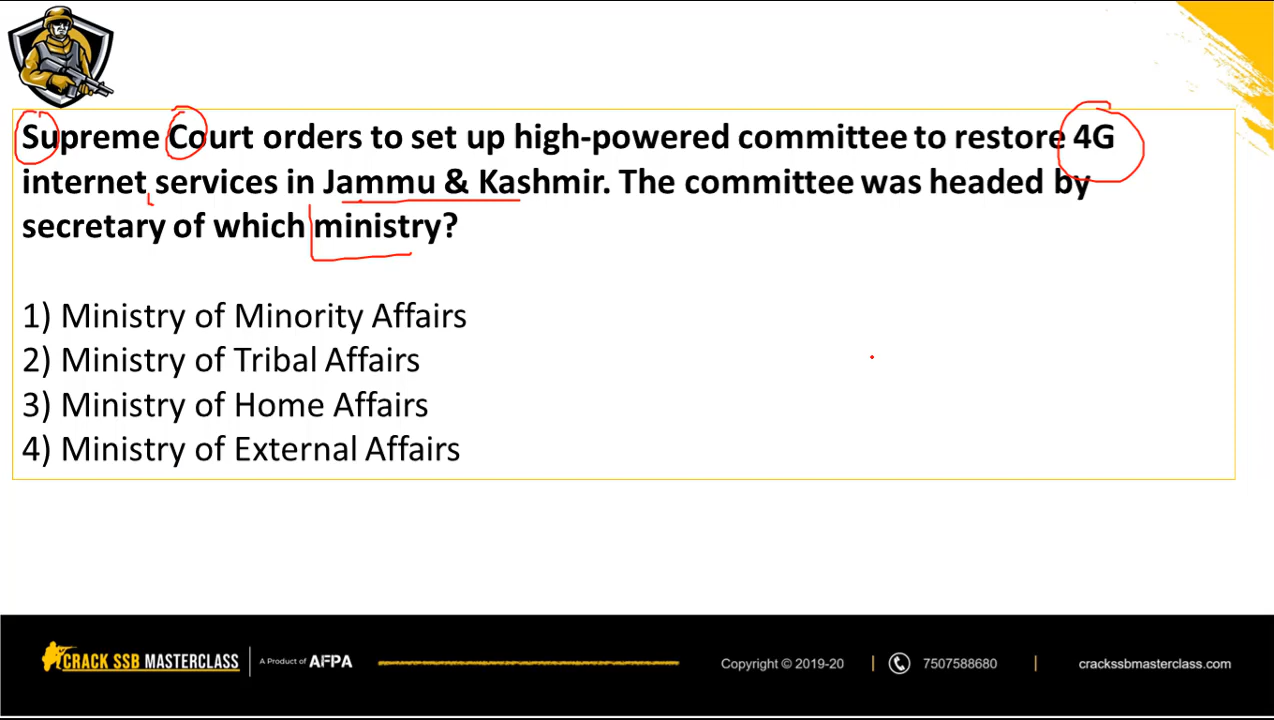 Supreme Court orders to set up high-powered committee to restore 4G
internet services in Jammu & Kashmir. The committee was headed by
secretary of which ministry?
1) Ministry of Minority Affairs
2) Ministry of Tribal Affairs
3) Ministry of Home Affairs
4) Ministry of External Affairs
CRACK SSB MASTERCLASS A Product of AFPA Copyright © 2019-20 7507588680 crackssbmasterclass.com